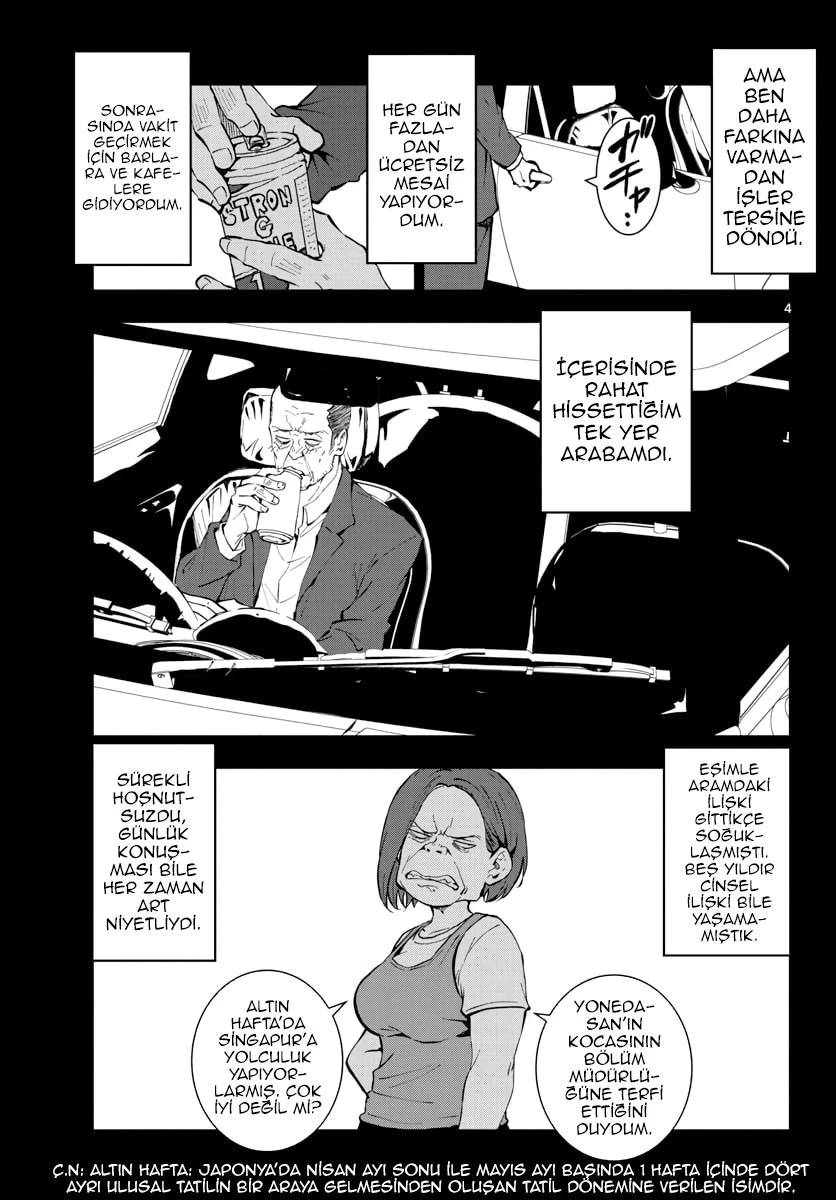 AMA
BEN
DAHA
FARKINA
VARMA-
DAN
İŞLER
TERSİNE
DÖNDÜ.
ガチャ…
HER GÜN
FAZLA-
DAN
ÜCRETSİZ
MESAİ
YAPIYOR-
DUM.
SONRA-
SINDA VAKİT
GEÇİRMEK
İÇİN BARLA-
RA VE KAFE-
LERE
GİDİYORDUM.
STRON
G
1
4
İÇERİSİNDE
RAHAT
HİSSETTİĞİM
TEK YER
ARABAMDI.
EŞİMLE
ARAMDAKİ
İLİŞKİ
GİTTİKÇE
SOĞUK-
LAŞMIŞTI.
BEŞ YILDIR
CİNSEL
İLİŞKİ BİLE
YAŞAMA-
MIŞTIK.
SÜREKLİ
HOŞNUT-
SUZDU,
GÜNLÜK
KONUŞ-
MASI BİLE
HER ZAMAN
ART
NİYETLİYDİ.
YONEDA-
SAN'IN
KOCASININ
BÖLÜM
MÜDÜRLÜ-
ĞÜNE TERFİ
ETTİĞİNİ
DUYDUM.
ALTIN
HAFTA'DA
SİNGAPUR'A
YOLCULUK
YAPIYOR-
LARMIŞ. ÇOK
İYİ DEĞİL Mİ?
Ç.N: ALTIN HAFTA: JAPONYA'DA NİSAN AYI SONU İLE MAYIS AYI BAŞINDA 1 HAFTA İÇİNDE DÖRT
AYRI ULUSAL TATİLİN BİR ARAYA GELMESİNDEN OLUŞAN TATİL DÖNEMİNE VERİLEN İSİMDİR.